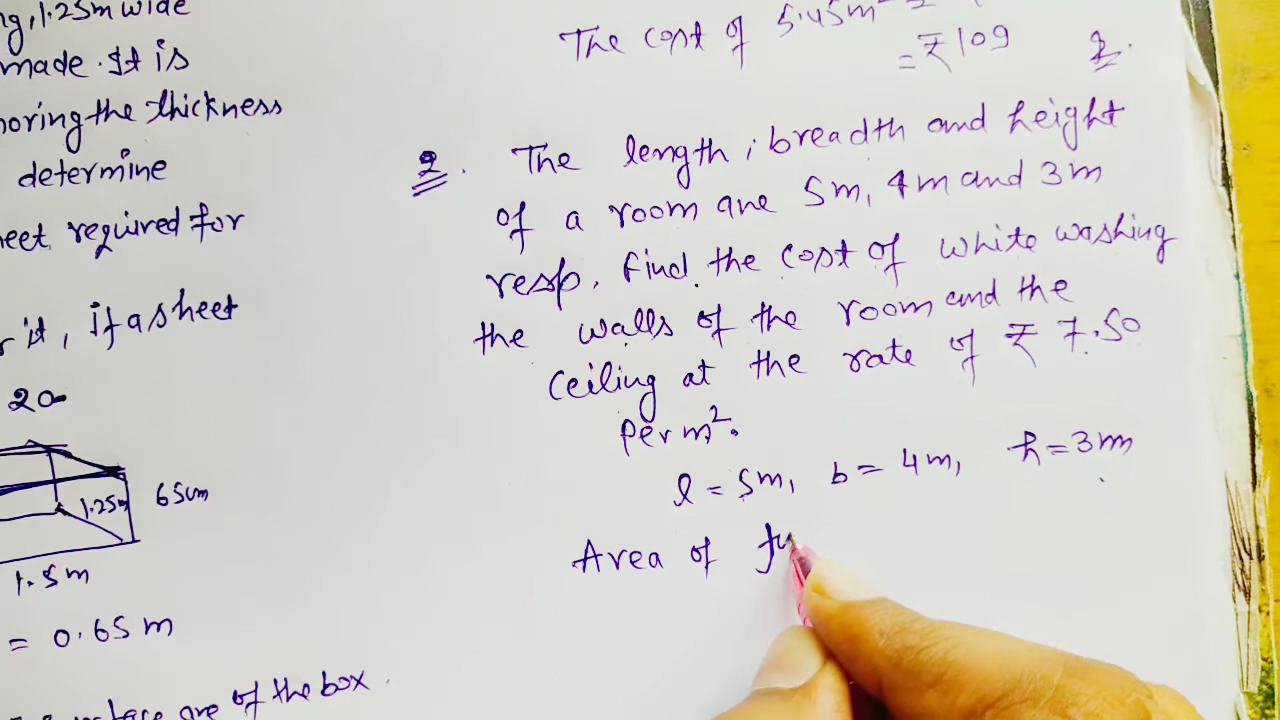 1.25m wide
made. It is
the thickness
determine
required for
it, if a sheet
20
65cm
1.25m
1.5m
= 0.65 m
are of the box
The cost of 5.45m²
= ₹109
2. The length, breadth and height
of a room are 5m, 4m and 3m
resp. Find the cost of white washing
the walls of the room and the
ceiling at the rate of ₹ 7.50
per m².
l = 5m, b = 4m, h = 3m
Area of